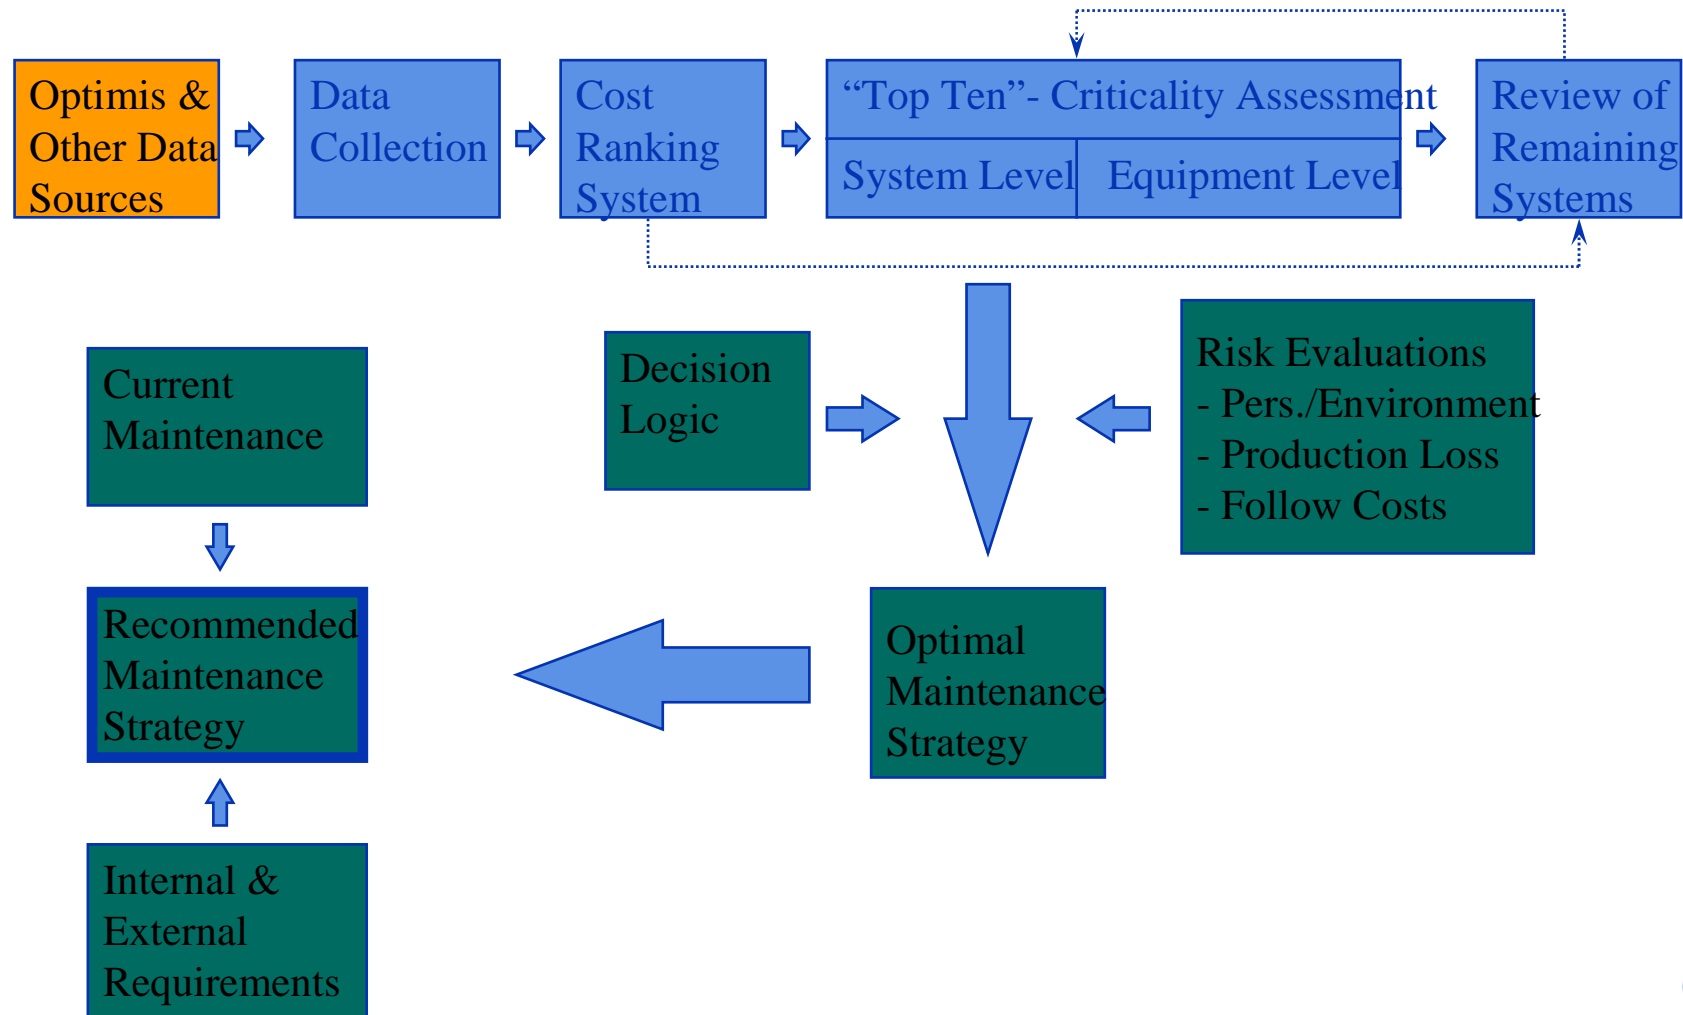 Optimis &
Other Data
Sources
Data
Collection
Cost
Ranking
System
“Top Ten”- Criticality Assessment
System Level
Equipment Level
Review of
Remaining
Systems
Current
Maintenance
Decision
Logic
Risk Evaluations
- Pers./Environment
- Production Loss
- Follow Costs
Recommended
Maintenance
Strategy
Optimal
Maintenance
Strategy
Internal &
External
Requirements